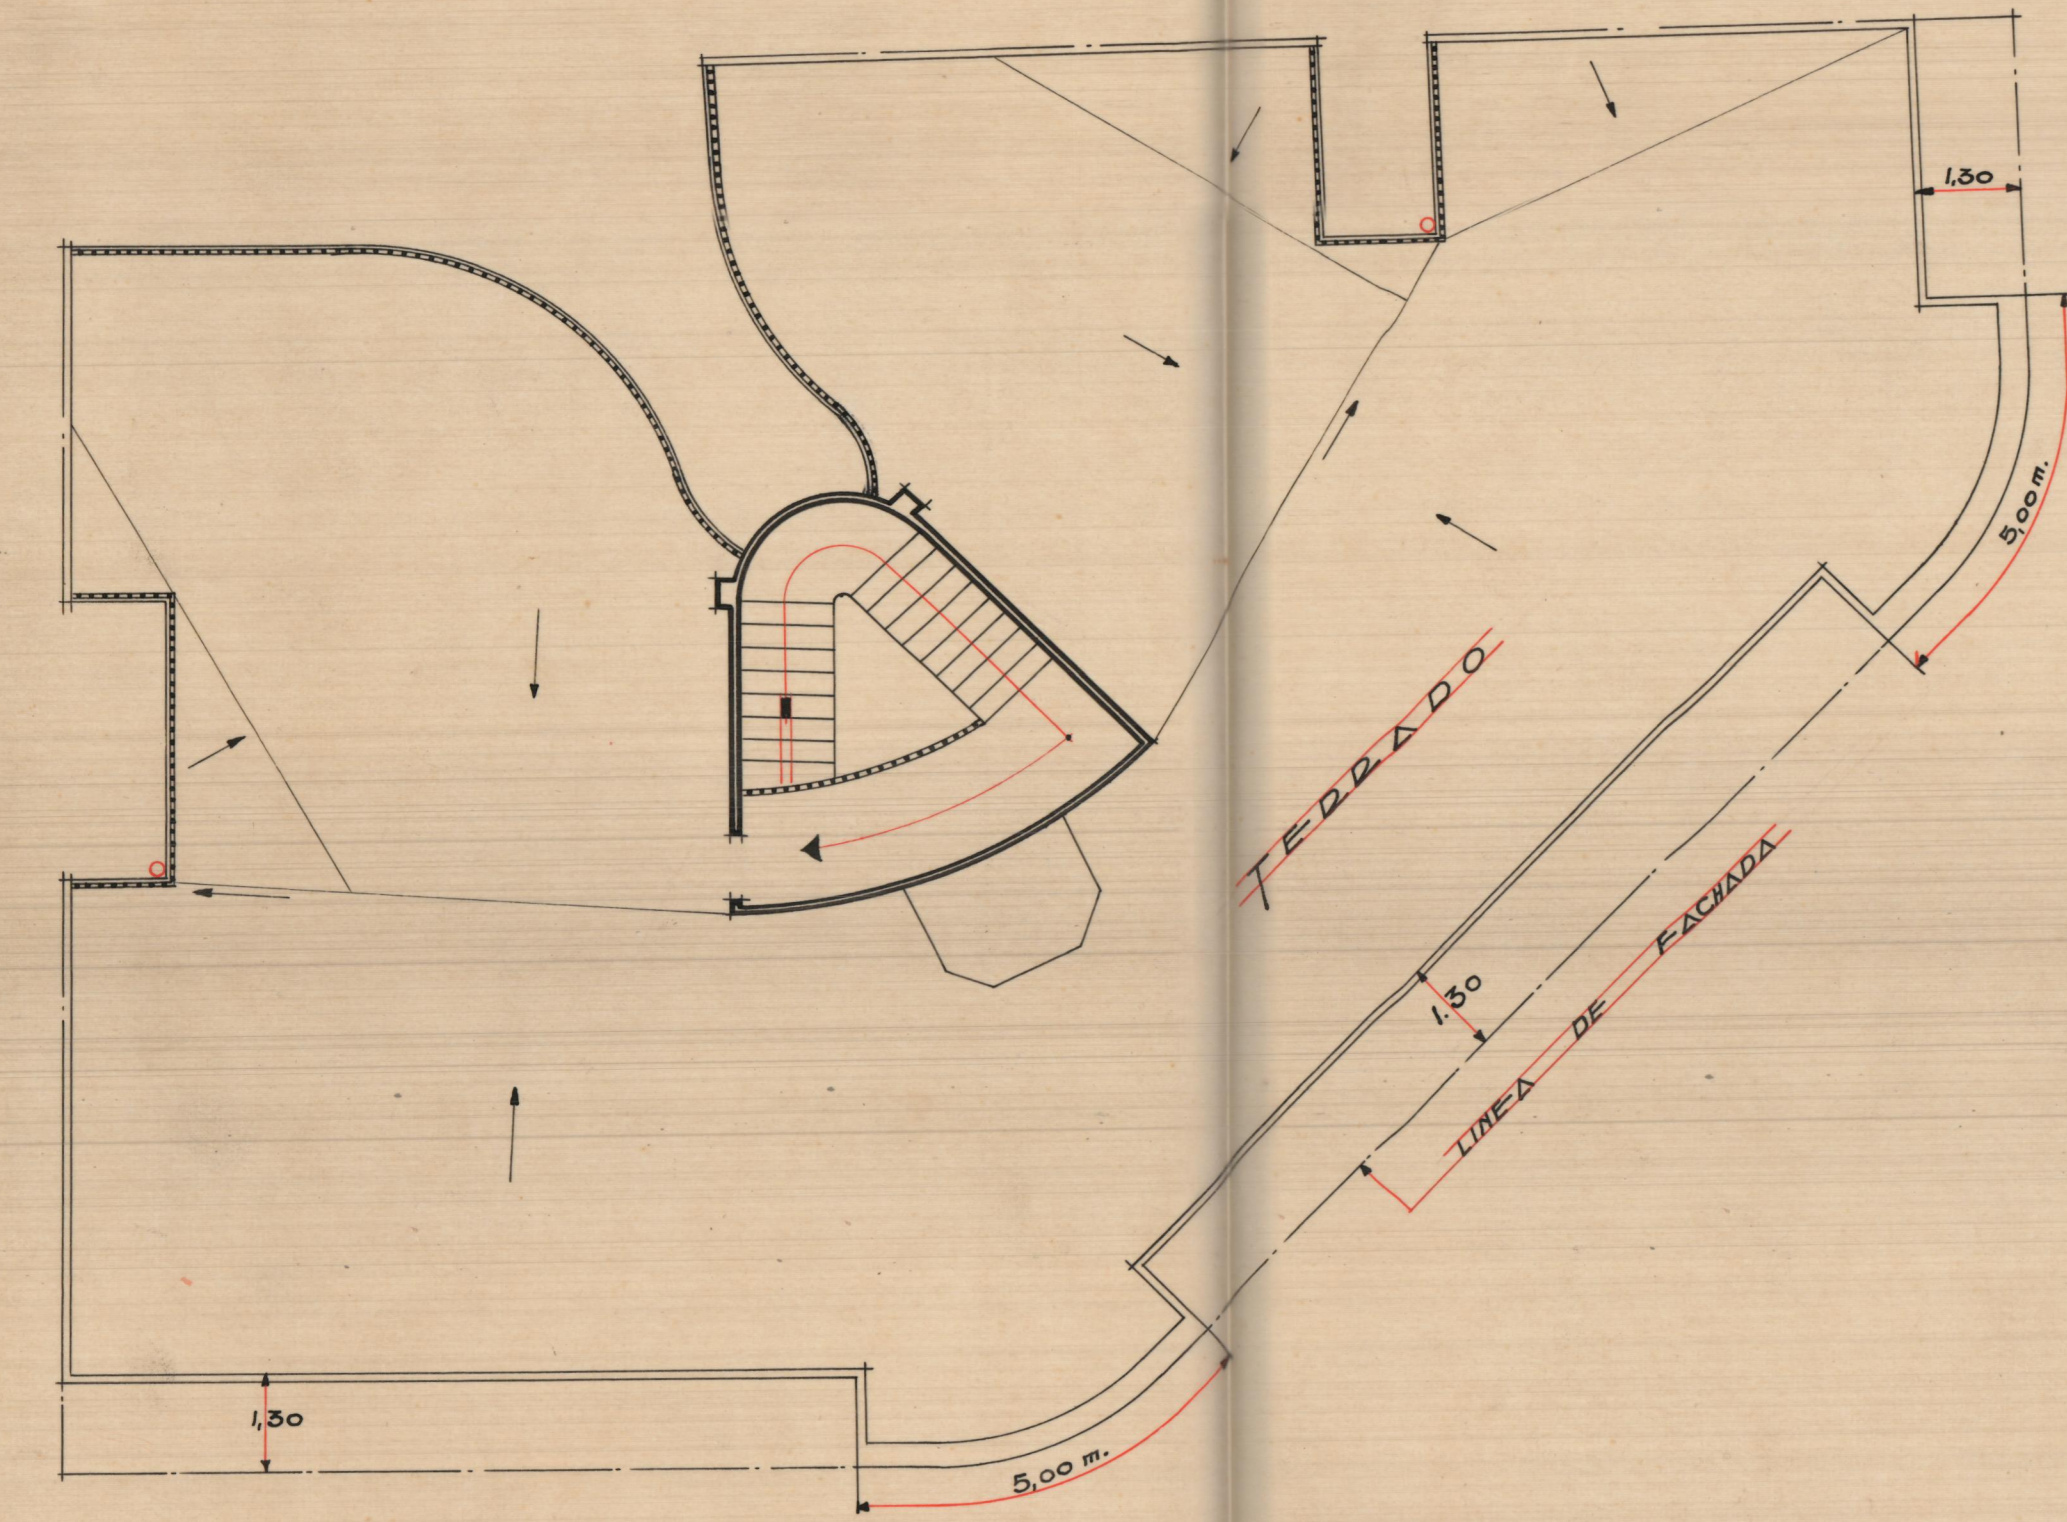 1,30
5,00 m.
TERRADO
LINEA DE FACHADA
1.30
1,30
5,00 m.